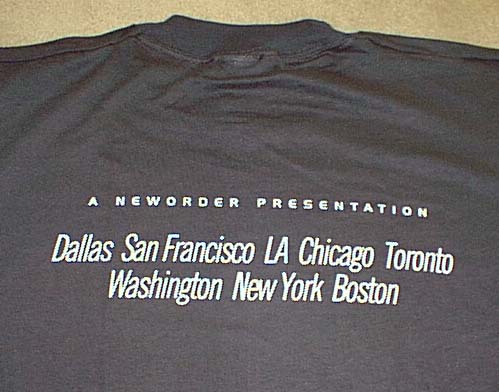 A NEWORDER PRESENTATION
Dallas San Francisco LA Chicago Toronto
Washington New York Boston